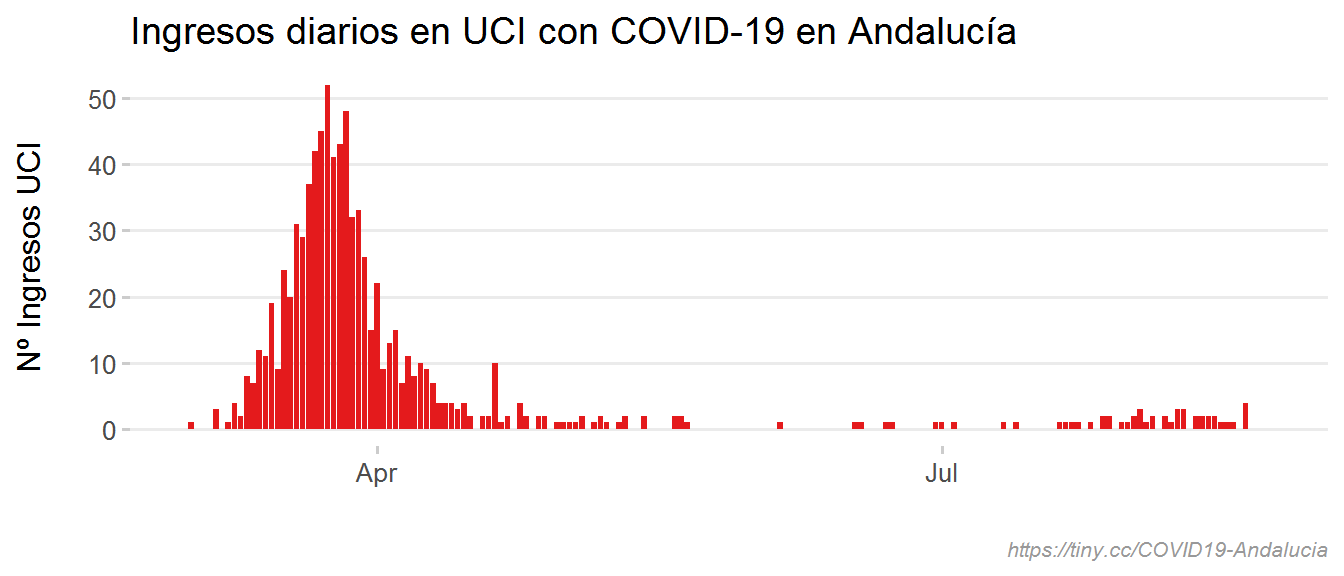 Ingresos diarios en UCI con COVID-19 en Andalucía
Nº Ingresos UCI
50
40
30
20
10
0
Apr
Jul
https://tiny.cc/COVID19-Andalucia